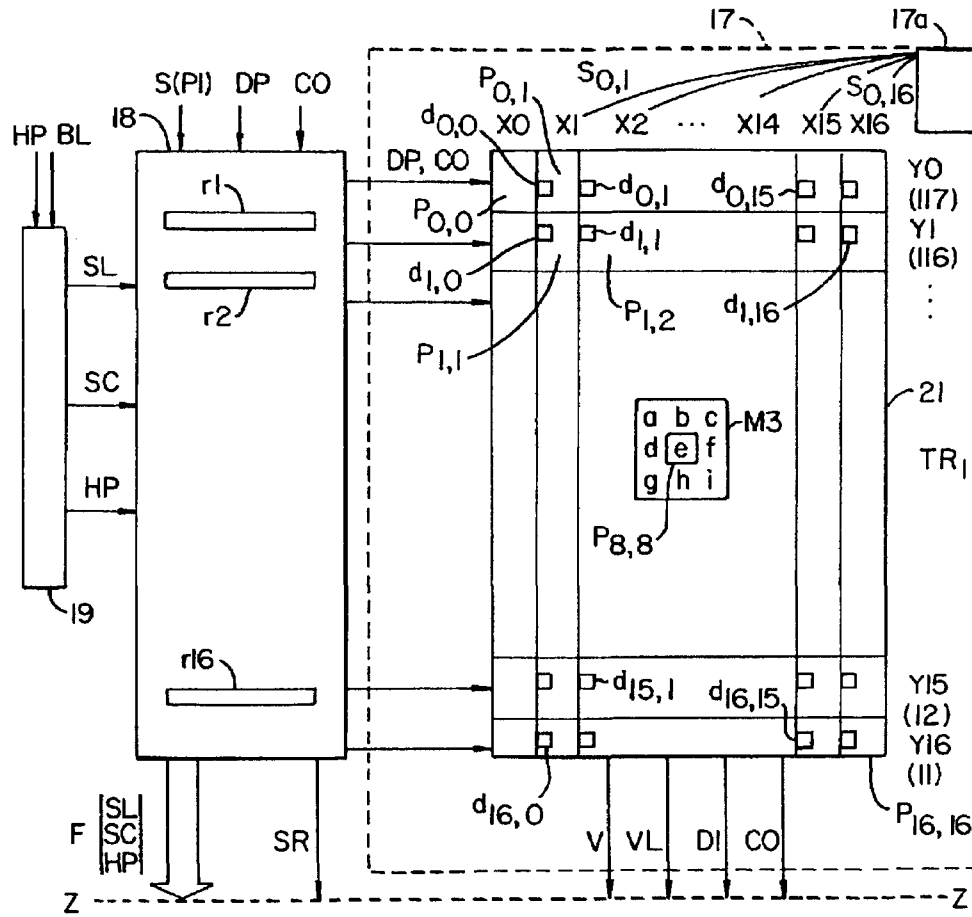 17
17a
S(PI) DP CO
18
HP BL
P0,1
S0,1
S0,16
d0,0
X0 X1 X2 ... X14 X15 X16
DP, CO
r1
P0,0
d0,1
d0,15
Y0
(117)
SL
d1,0
d1,1
Y1
(116)
r2
P1,1
P1,2
d1,16
...
SC
a b c
M3
21
d e f
TR1
g h i
HP
P8,8
19
r16
d15,1
d16,15
Y15
(12)
Y16
(11)
d16,0
P16,16
F
SL
SC
HP
SR
V VL DI CO
Z
Z